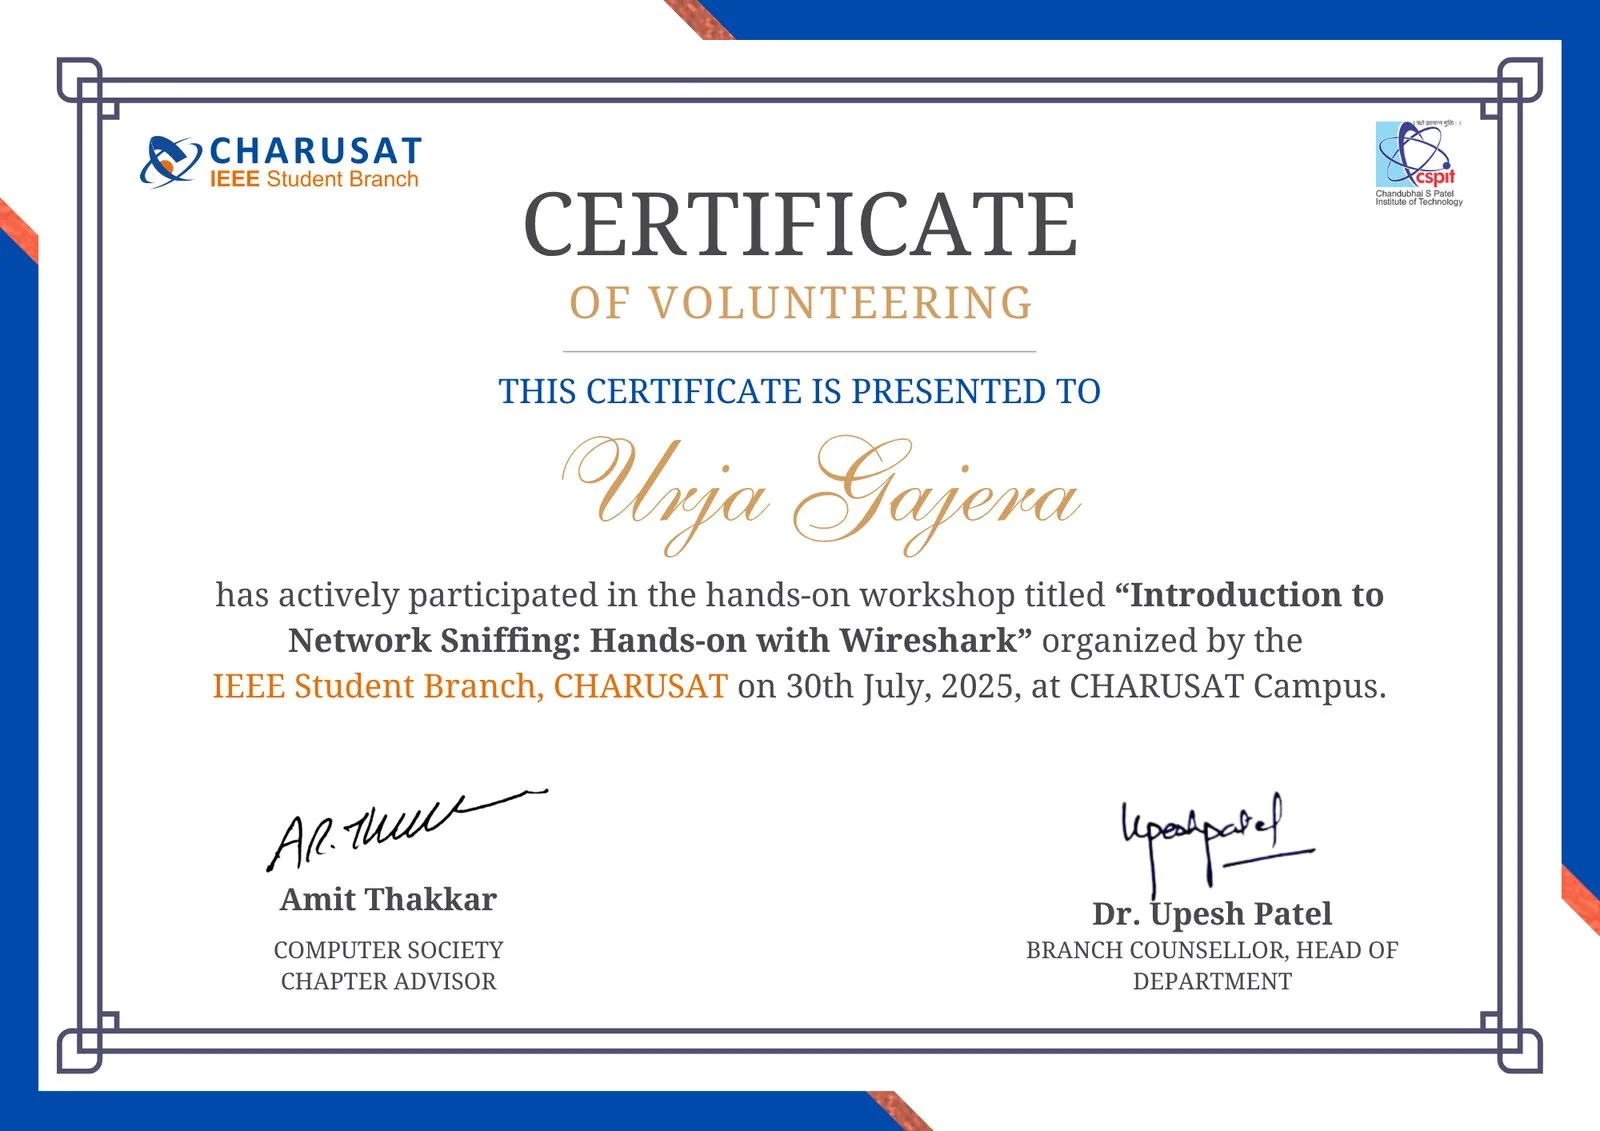 CHARUSAT
IEEE Student Branch
cspit
Chandubhai S Patel
Institute of Technology
CERTIFICATE
OF VOLUNTEERING
THIS CERTIFICATE IS PRESENTED TO
Urja Gajera
has actively participated in the hands-on workshop titled “Introduction to
Network Sniffing: Hands-on with Wireshark” organized by the
IEEE Student Branch, CHARUSAT on 30th July, 2025, at CHARUSAT Campus.
Upeshpatel
Amit Thakkar
COMPUTER SOCIETY
CHAPTER ADVISOR
Dr. Upesh Patel
BRANCH COUNSELLOR, HEAD OF
DEPARTMENT